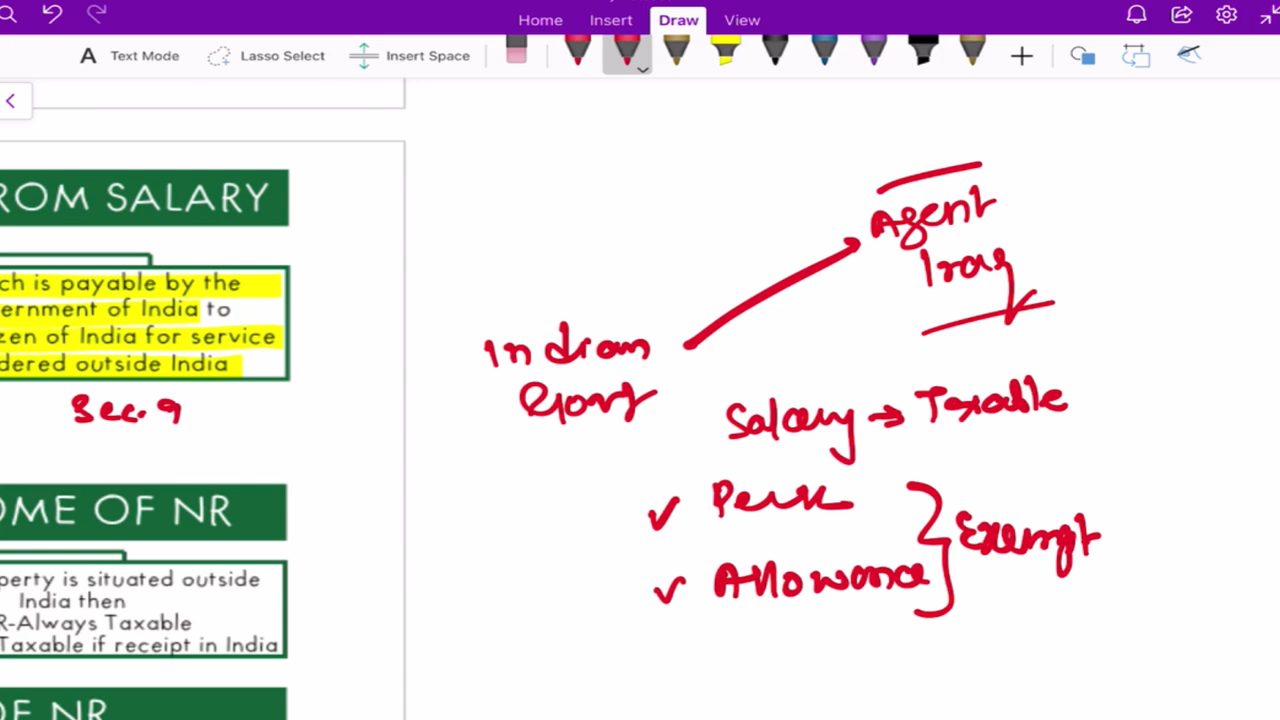 Home Insert Draw View
Text Mode Lasso Select Insert Space
ROM SALARY
ch is payable by the
ernment of India to
zen of India for service
dered outside India
Sec. 9
OME OF NR
perty is situated outside
India then
R-Always Taxable
Taxable if receipt in India
OF NR
Agent
Iraq
Indian
Govt
Salary → Taxable
✓ Perk
✓ Allowance
Exempt